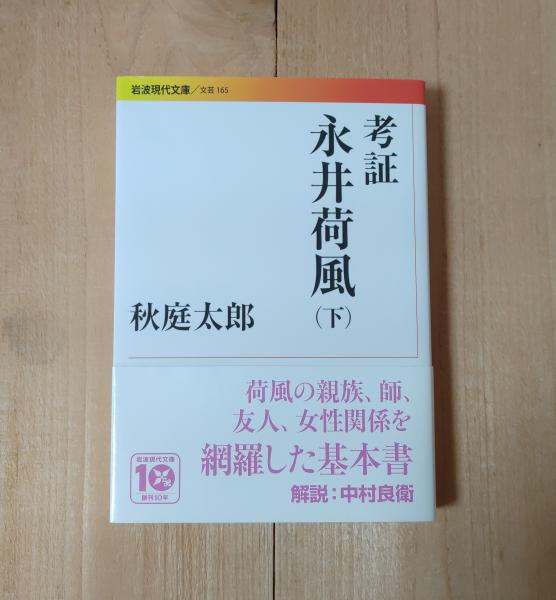 岩波現代文庫/文芸 165
考証
永井荷風
(下)
秋庭太郎
荷風の親族、師、
友人、女性関係を
網羅した基本書
解説:中村良衛
岩波現代文庫
10
創刊10年